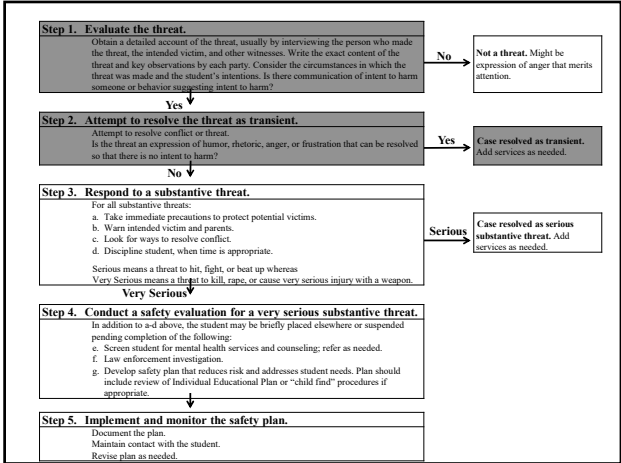 Step 1. Evaluate the threat.
Obtain a detailed account of the threat, usually by interviewing the person who made
the threat, the intended victim, and other witnesses. Write the exact content of the
threat and key observations by each party. Consider the circumstances in which the
threat was made and the student's intentions. Is there communication of intent to harm
someone or behavior suggesting intent to harm?
No
Not a threat. Might be
expression of anger that merits
attention.
Yes
Step 2. Attempt to resolve the threat as transient.
Attempt to resolve conflict or threat.
Is the threat an expression of humor, rhetoric, anger, or frustration that can be resolved
so that there is no intent to harm?
Yes
Case resolved as transient.
Add services as needed.
No
Step 3. Respond to a substantive threat.
For all substantive threats:
a. Take immediate precautions to protect potential victims.
b. Warn intended victim and parents.
c. Look for ways to resolve conflict.
d. Discipline student, when time is appropriate.
Serious means a threat to hit, fight, or beat up whereas
Very Serious means a threat to kill, rape, or cause very serious injury with a weapon.
Serious
Case resolved as serious
substantive threat. Add
services as needed.
Very Serious
Step 4. Conduct a safety evaluation for a very serious substantive threat.
In addition to a-d above, the student may be briefly placed elsewhere or suspended
pending completion of the following:
e. Screen student for mental health services and counseling; refer as needed.
f. Law enforcement investigation.
g. Develop safety plan that reduces risk and addresses student needs. Plan should
include review of Individual Educational Plan or "child find" procedures if
appropriate.
Step 5. Implement and monitor the safety plan.
Document the plan.
Maintain contact with the student.
Revise plan as needed.